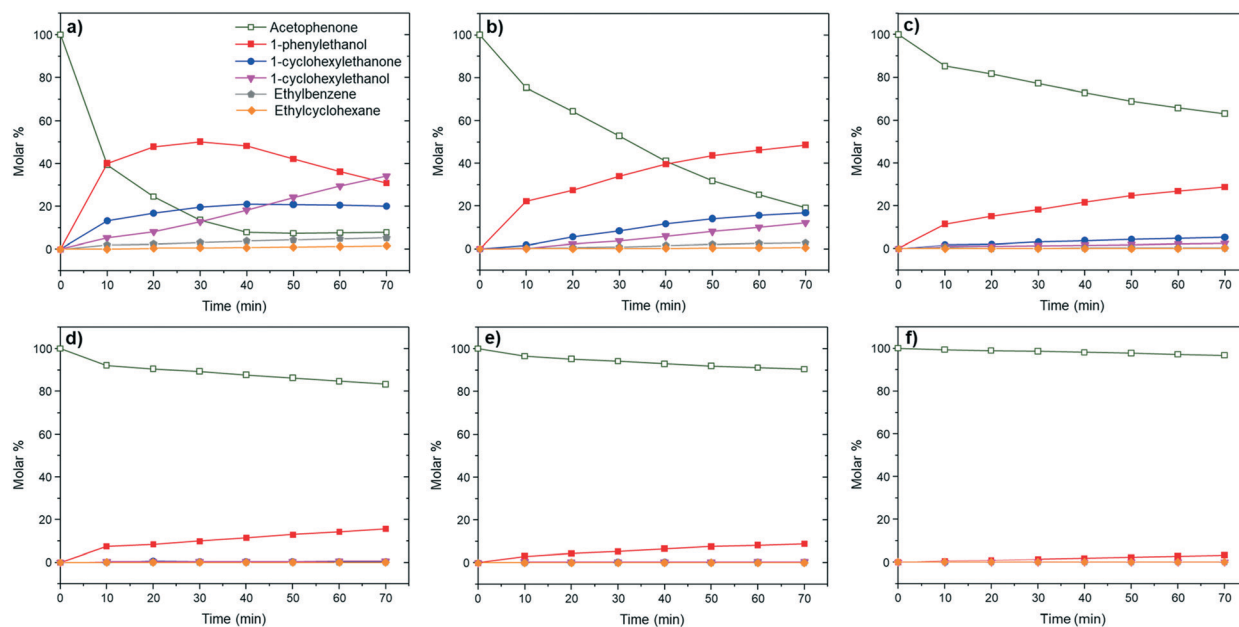 a)
Acetophenone
1-phenylethanol
1-cyclohexylethanone
1-cyclohexylethanol
Ethylbenzene
Ethylcyclohexane
100
80
60
40
20
0
Molar %
0 10 20 30 40 50 60 70
Time (min)
b)
100
80
60
40
20
0
Molar %
0 10 20 30 40 50 60 70
Time (min)
c)
100
80
60
40
20
0
Molar %
0 10 20 30 40 50 60 70
Time (min)
d)
100
80
60
40
20
0
Molar %
0 10 20 30 40 50 60 70
Time (min)
e)
100
80
60
40
20
0
Molar %
0 10 20 30 40 50 60 70
Time (min)
f)
100
80
60
40
20
0
Molar %
0 10 20 30 40 50 60 70
Time (min)